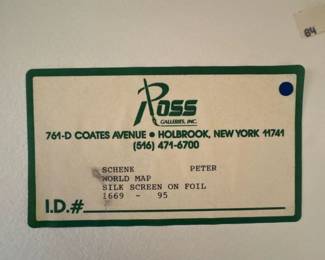 84
Ross
GALLERIES, INC.
761-D COATES AVENUE • HOLBROOK, NEW YORK 11741
(516) 471-6700
SCHENK PETER
WORLD MAP
SILK SCREEN ON FOIL
1669 - 95
I.D.#